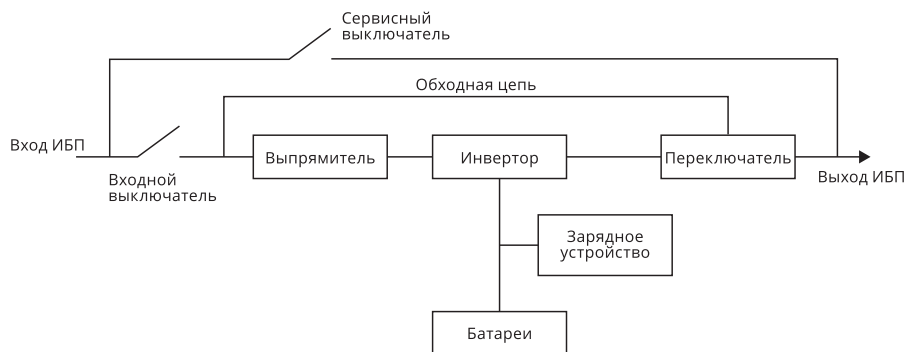 Сервисный
выключатель
Обходная цепь
Вход ИБП
Выпрямитель
Инвертор
Переключатель
Входной
выключатель
Выход ИБП
Зарядное
устройство
Батареи